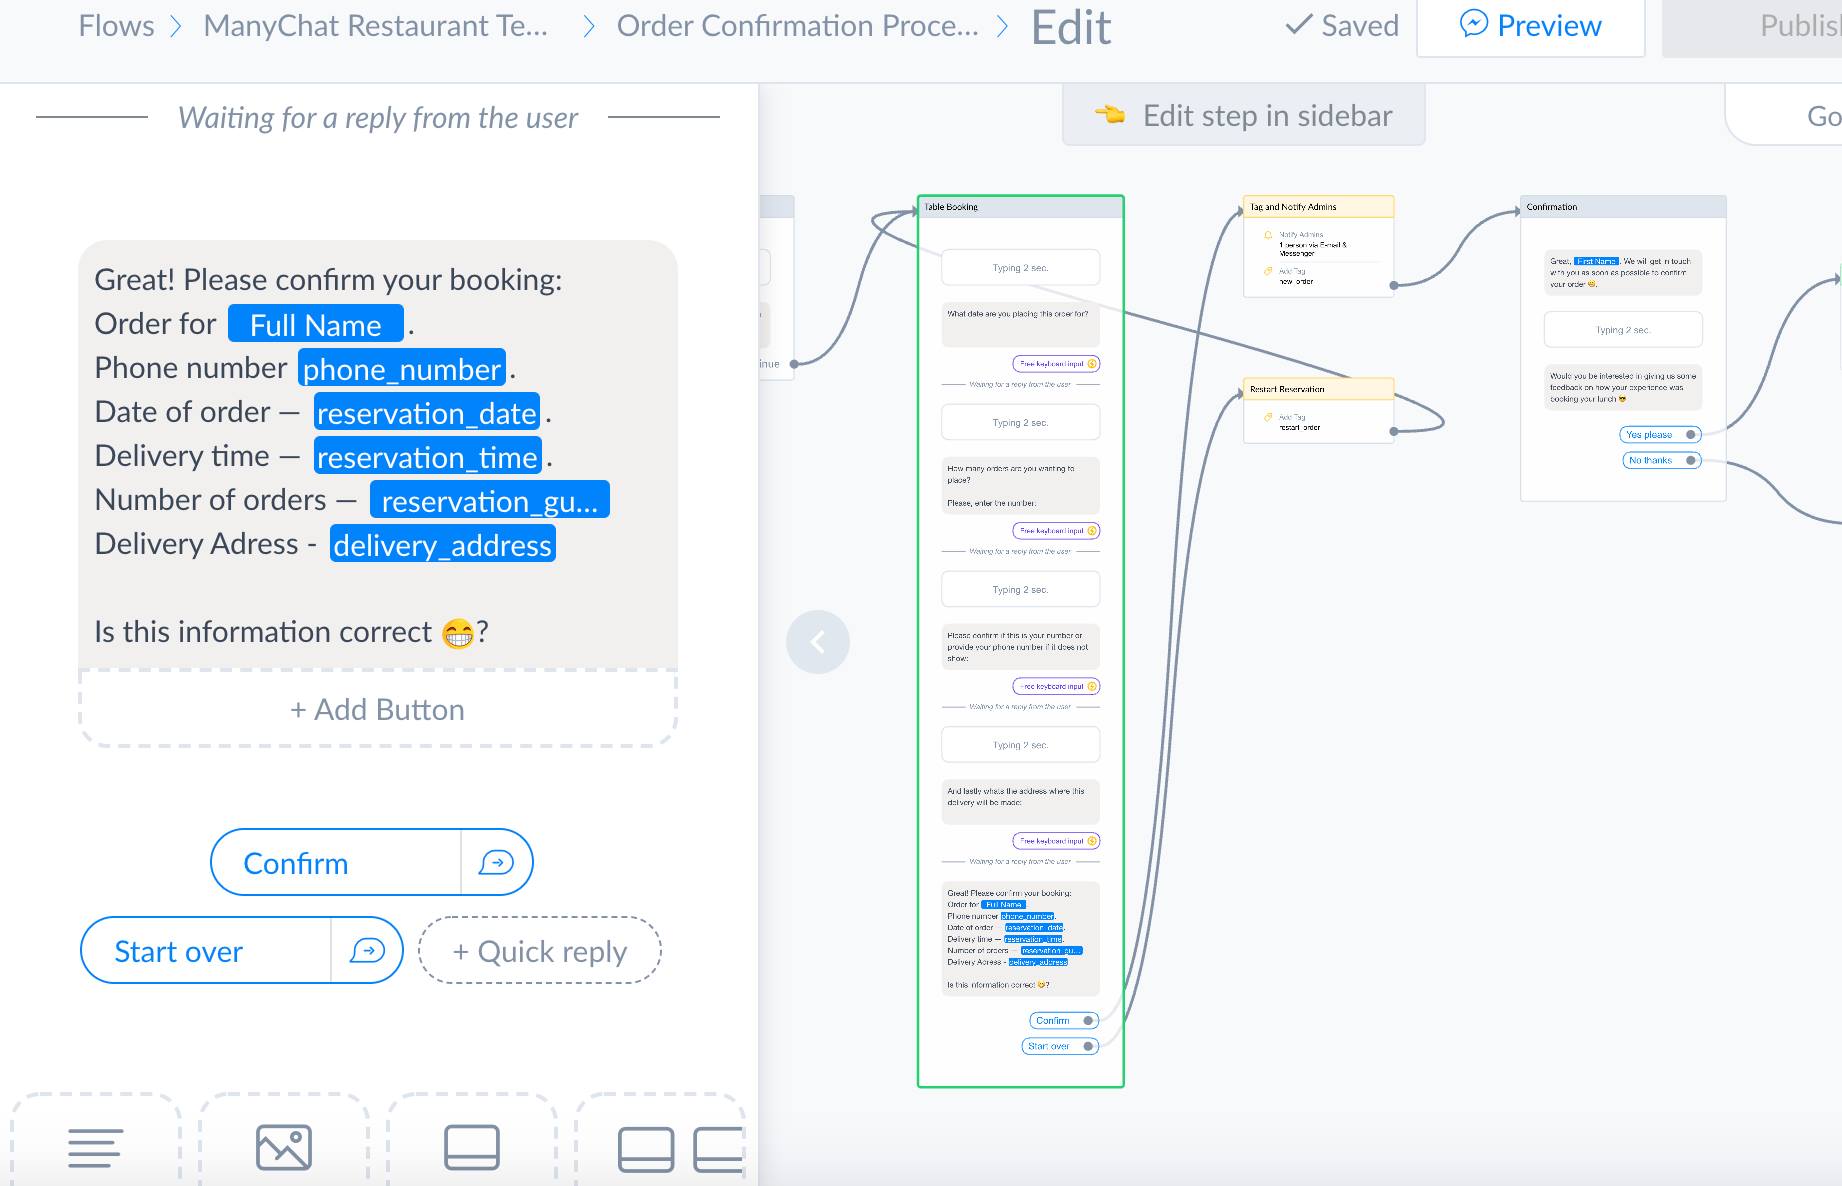 Flows > ManyChat Restaurant Te... > Order Confirmation Proce... > Edit
Saved
Preview
Publis
Waiting for a reply from the user
Great! Please confirm your booking:
Order for Full Name .
Phone number phone_number .
Date of order — reservation_date .
Delivery time — reservation_time .
Number of orders — reservation_gu...
Delivery Adress - delivery_address
Is this information correct 😁?
+ Add Button
Confirm
Start over
+ Quick reply
👈 Edit step in sidebar
Go
inue
Table Booking
Typing 2 sec.
What date are you placing this order for?
Free keyboard input
Waiting for a reply from the user
Typing 2 sec.
How many orders are you wanting to
place?
Please, enter the number:
Free keyboard input
Waiting for a reply from the user
Typing 2 sec.
Please confirm if this is your number or
provide your phone number if it does not
show:
Free keyboard input
Waiting for a reply from the user
Typing 2 sec.
And lastly whats the address where this
delivery will be made:
Free keyboard input
Waiting for a reply from the user
Great! Please confirm your booking:
Order for Full Name .
Phone number phone_number.
Date of order — reservation_date.
Delivery time — reservation_time.
Number of orders — reservation_gu...
Delivery Adress - delivery_address
Is this information correct 😁?
Confirm
Start over
Tag and Notify Admins
Notify Admins
1 person via E-mail &
Messenger
Add Tag
new_order
Restart Reservation
Add Tag
restart_order
Confirmation
Great, First Name . We will get in touch
with you as soon as possible to confirm
your order 😄.
Typing 2 sec.
Would you be interested in giving us some
feedback on how your experience was
booking your lunch 😎
Yes please
No thanks